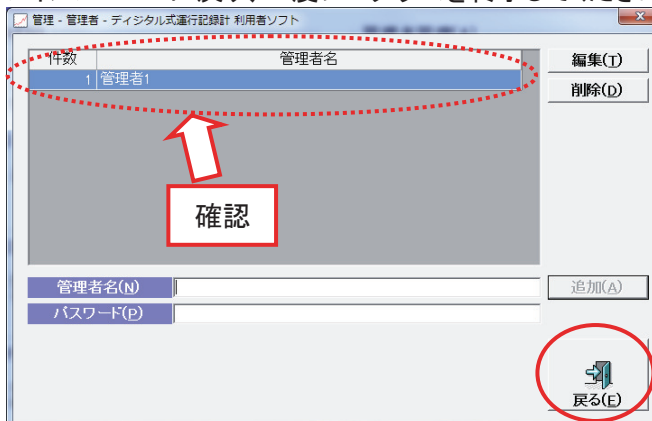 管理 - 管理者 - ディジタル式運行記録計 利用者ソフト
件数 管理者名
1 管理者1
編集(T)
削除(D)
確認
管理者名(N)
追加(A)
パスワード(P)
戻る(E)